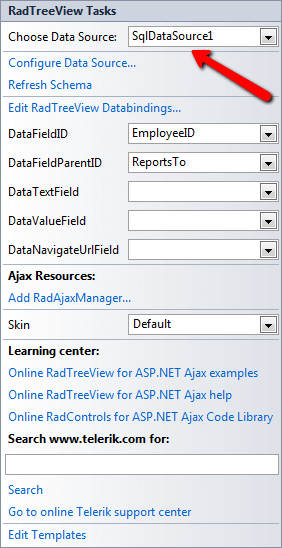 RadTreeView Tasks
Choose Data Source: SqlDataSource1
Configure Data Source...
Refresh Schema
Edit RadTreeView Databindings...
DataFieldID EmployeeID
DataFieldParentID ReportsTo
DataTextField
DataValueField
DataNavigateUrlField
Ajax Resources:
Add RadAjaxManager...
Skin Default
Learning center:
Online RadTreeView for ASP.NET Ajax examples
Online RadTreeView for ASP.NET Ajax help
Online RadControls for ASP.NET Ajax Code Library
Search www.telerik.com for:
Search
Go to online Telerik support center
Edit Templates